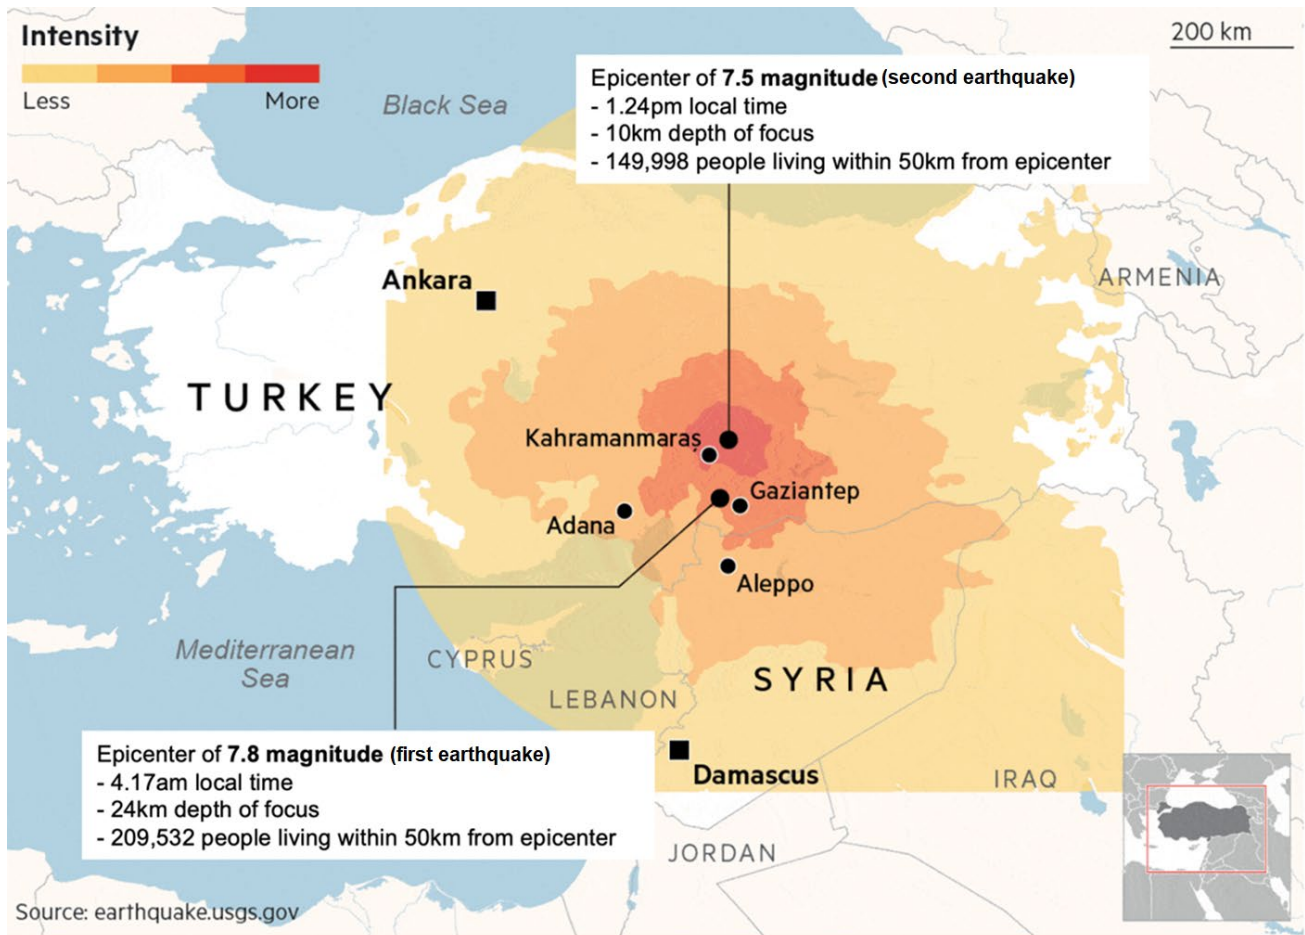 Intensity
Less
More
200 km
Epicenter of 7.5 magnitude (second earthquake)
- 1.24pm local time
- 10km depth of focus
- 149,998 people living within 50km from epicenter
Black Sea
Ankara
ARMENIA
TURKEY
Kahramanmaraş
Gaziantep
Adana
Aleppo
Mediterranean
Sea
CYPRUS
SYRIA
LEBANON
Epicenter of 7.8 magnitude (first earthquake)
- 4.17am local time
- 24km depth of focus
- 209,532 people living within 50km from epicenter
Damascus
IRAQ
JORDAN
Source: earthquake.usgs.gov